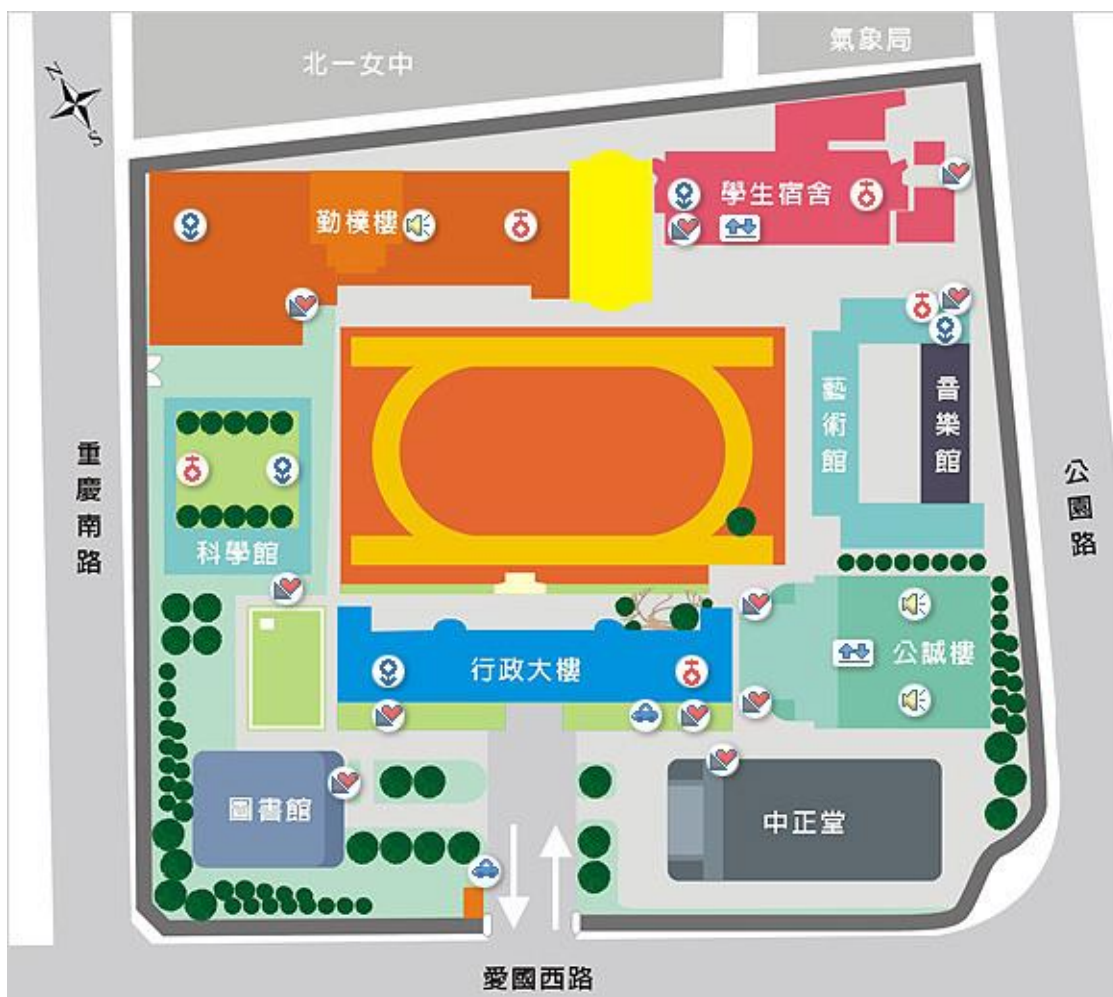 北一女中
氣象局
N
S
勤樸樓
學生宿舍
藝術館
音樂館
重慶南路
公園路
科學館
行政大樓
公誠樓
圖書館
中正堂
愛國西路